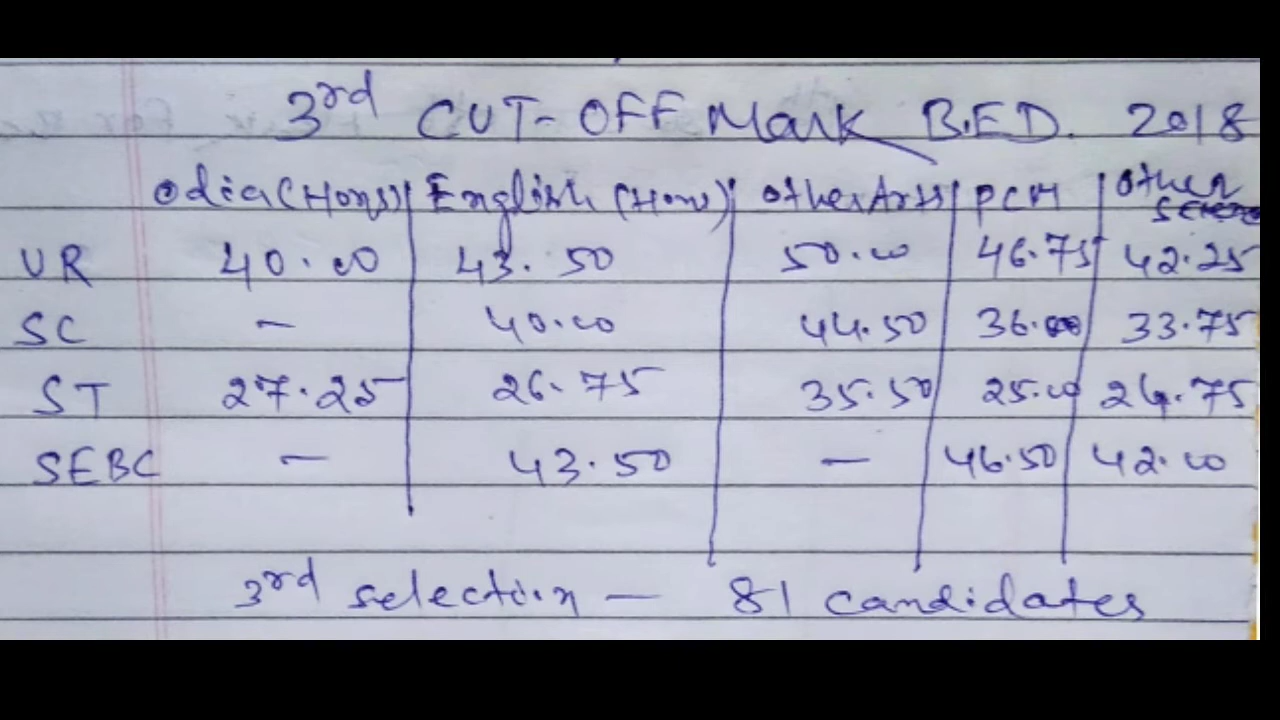 3rd CUT-OFF Mark B.ED. 2018
Odia (Hons) English (Hons) Other Arts PCM Other Science
UR 40.00 43.50 50.00 46.75 42.25
SC - 40.00 44.50 36.00 33.75
ST 27.25 26.75 35.50 25.00 24.75
SEBC - 43.50 - 46.50 42.00
3rd selection - 81 candidates